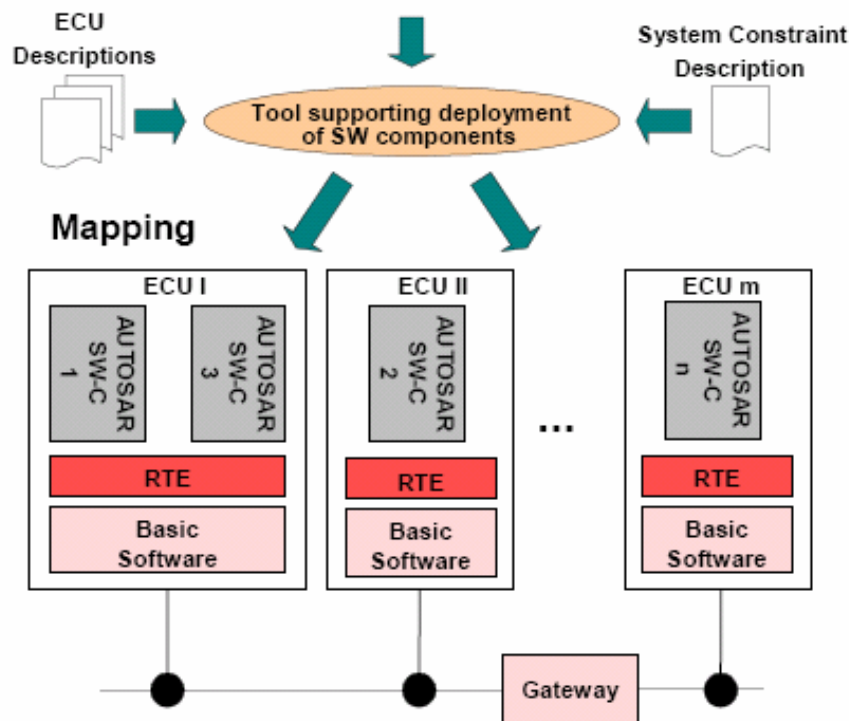 ECU
Descriptions
System Constraint
Description
Tool supporting deployment
of SW components
Mapping
ECU I
AUTOSAR
SW-C
1
AUTOSAR
SW-C
3
RTE
Basic
Software
ECU II
AUTOSAR
SW-C
2
RTE
Basic
Software
...
ECU m
AUTOSAR
SW-C
n
RTE
Basic
Software
Gateway